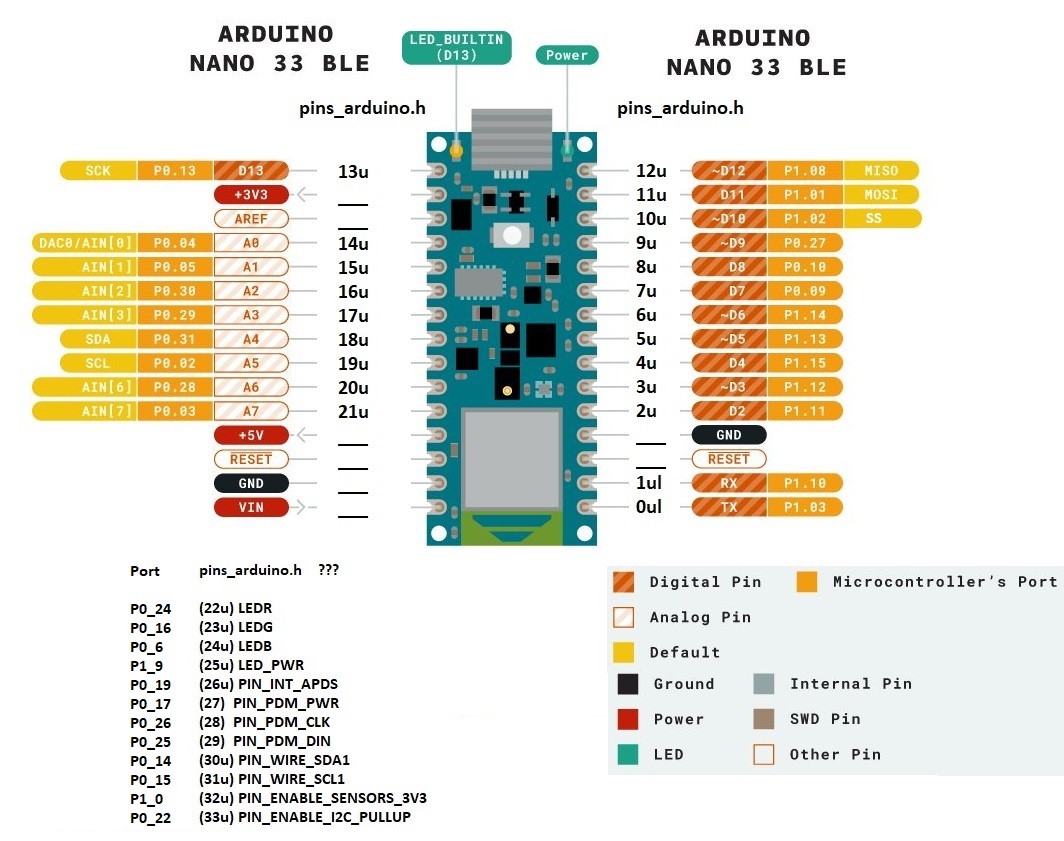 ARDUINO
NANO 33 BLE
LED_BUILTIN
(D13)
Power
ARDUINO
NANO 33 BLE
pins_arduino.h
pins_arduino.h
SCK P0.13 D13 13u
+3V3 ___
AREF ___
DAC0/AIN[0] P0.04 A0 14u
AIN[1] P0.05 A1 15u
AIN[2] P0.30 A2 16u
AIN[3] P0.29 A3 17u
SDA P0.31 A4 18u
SCL P0.02 A5 19u
AIN[6] P0.28 A6 20u
AIN[7] P0.03 A7 21u
+5V ___
RESET ___
GND ___
VIN ___
12u ~D12 P1.08 MISO
11u D11 P1.01 MOSI
10u ~D10 P1.02 SS
9u ~D9 P0.27
8u D8 P0.10
7u D7 P0.09
6u ~D6 P1.14
5u ~D5 P1.13
4u D4 P1.15
3u ~D3 P1.12
2u D2 P1.11
___ GND
___ RESET
1ul RX P1.10
0ul TX P1.03
Port pins_arduino.h ???
P0_24 (22u) LEDR
P0_16 (23u) LEDG
P0_6 (24u) LEDB
P1_9 (25u) LED_PWR
P0_19 (26u) PIN_INT_APDS
P0_17 (27) PIN_PDM_PWR
P0_26 (28) PIN_PDM_CLK
P0_25 (29) PIN_PDM_DIN
P0_14 (30u) PIN_WIRE_SDA1
P0_15 (31u) PIN_WIRE_SCL1
P1_0 (32u) PIN_ENABLE_SENSORS_3V3
P0_22 (33u) PIN_ENABLE_I2C_PULLUP
Digital Pin
Microcontroller's Port
Analog Pin
Default
Ground
Internal Pin
Power
SWD Pin
LED
Other Pin